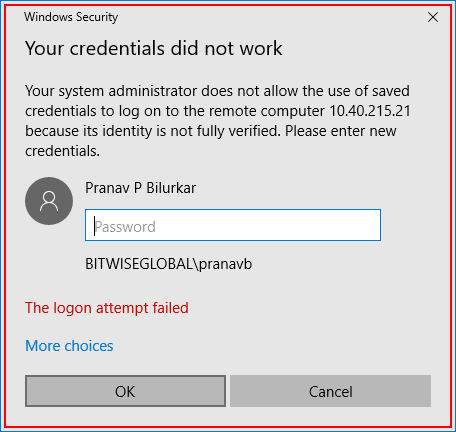 Windows Security
Your credentials did not work
Your system administrator does not allow the use of saved
credentials to log on to the remote computer 10.40.215.21
because its identity is not fully verified. Please enter new
credentials.
Pranav P Bilurkar
Password
BITWISEGLOBAL\pranavb
The logon attempt failed
More choices
OK
Cancel